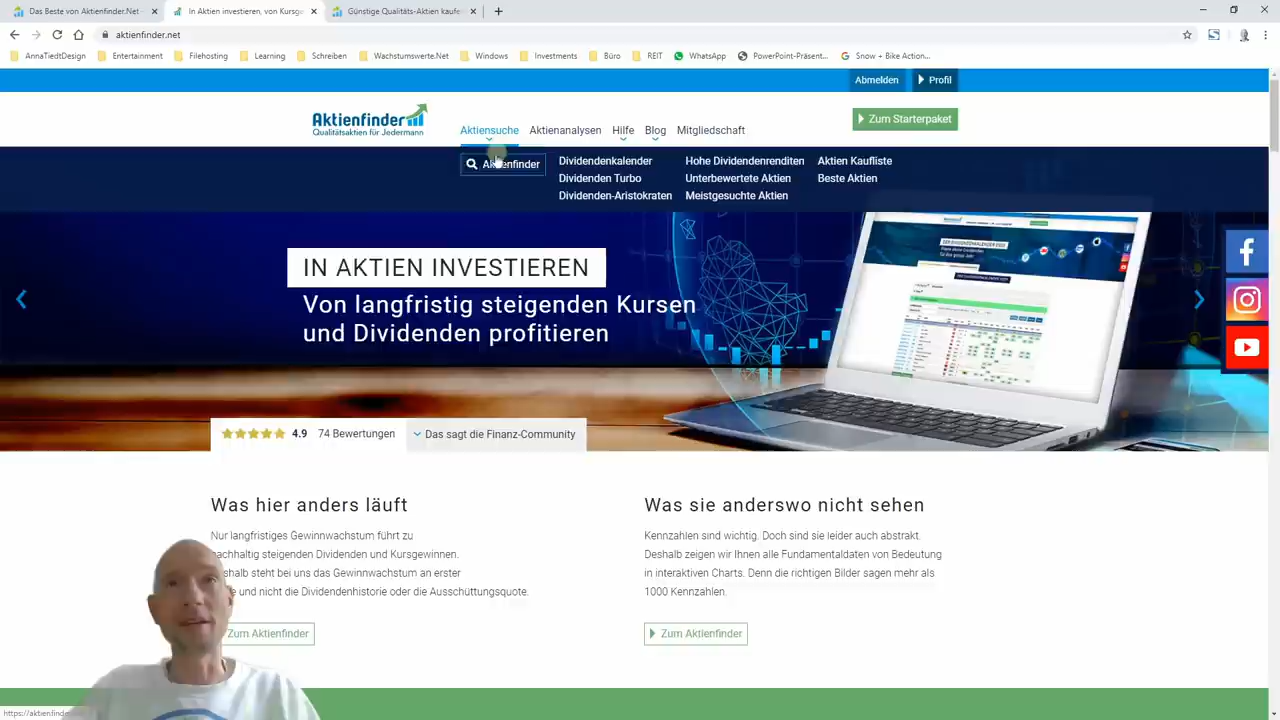 Das Beste von Aktienfinder.Net -
In Aktien investieren, von Kursge
Günstige Qualitäts-Aktien kaufe
aktienfinder.net
AnnaTiedtDesign
Entertainment
Filehosting
Learning
Schreiben
Wachstumswerte.Net
Windows
Investments
Büro
REIT
WhatsApp
PowerPoint-Präsent...
Snow + Bike Action...
Abmelden
Profil
Aktienfinder
Qualitätsaktien für Jedermann
Aktiensuche
Aktienanalysen
Hilfe
Blog
Mitgliedschaft
Zum Starterpaket
Aktienfinder
Dividendenkalender
Hohe Dividendenrenditen
Aktien Kaufliste
Dividenden Turbo
Unterbewertete Aktien
Beste Aktien
Dividenden-Aristokraten
Meistgesuchte Aktien
IN AKTIEN INVESTIEREN
Von langfristig steigenden Kursen
und Dividenden profitieren
4.9 74 Bewertungen
Das sagt die Finanz-Community
Was hier anders läuft
Nur langfristiges Gewinnwachstum führt zu
nachhaltig steigenden Dividenden und Kursgewinnen.
steht bei uns das Gewinnwachstum an erster
und nicht die Dividendenhistorie oder die Ausschüttungsquote.
Zum Aktienfinder
Was sie anderswo nicht sehen
Kennzahlen sind wichtig. Doch sind sie leider auch abstrakt.
Deshalb zeigen wir Ihnen alle Fundamentaldaten von Bedeutung
in interaktiven Charts. Denn die richtigen Bilder sagen mehr als
1000 Kennzahlen.
Zum Aktienfinder